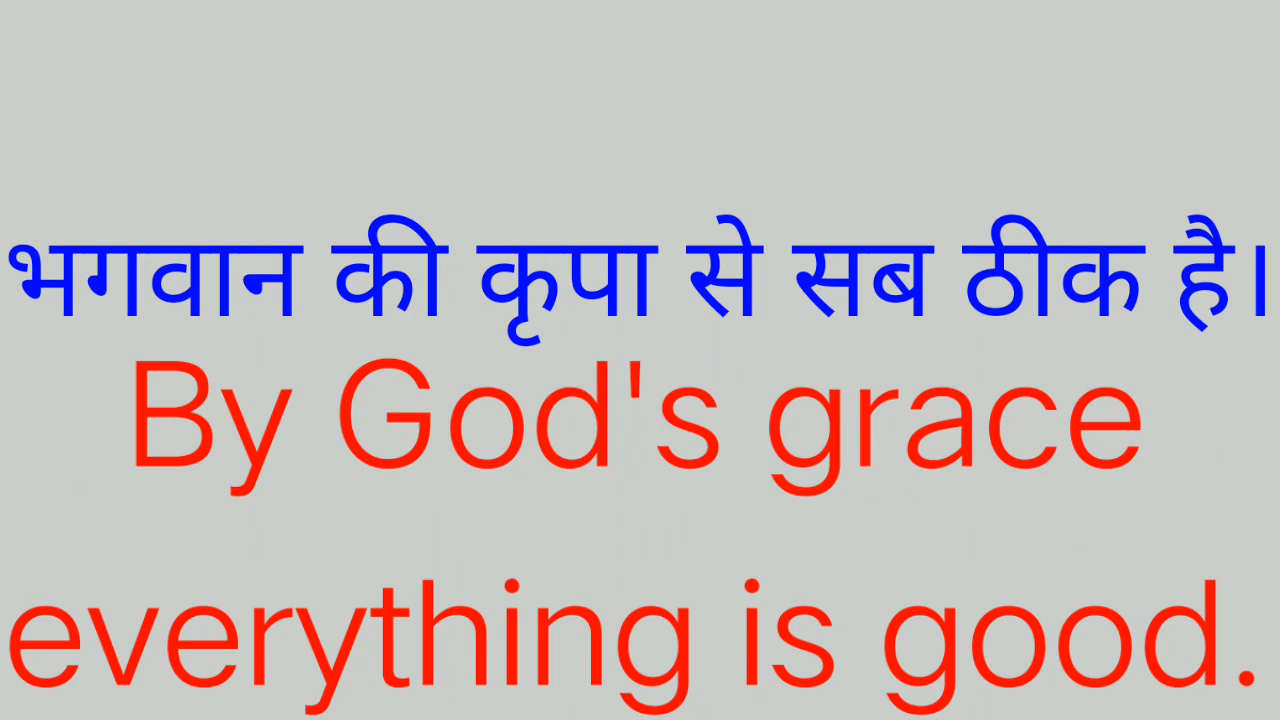 भगवान की कृपा से सब ठीक है।
By God's grace
everything is good.